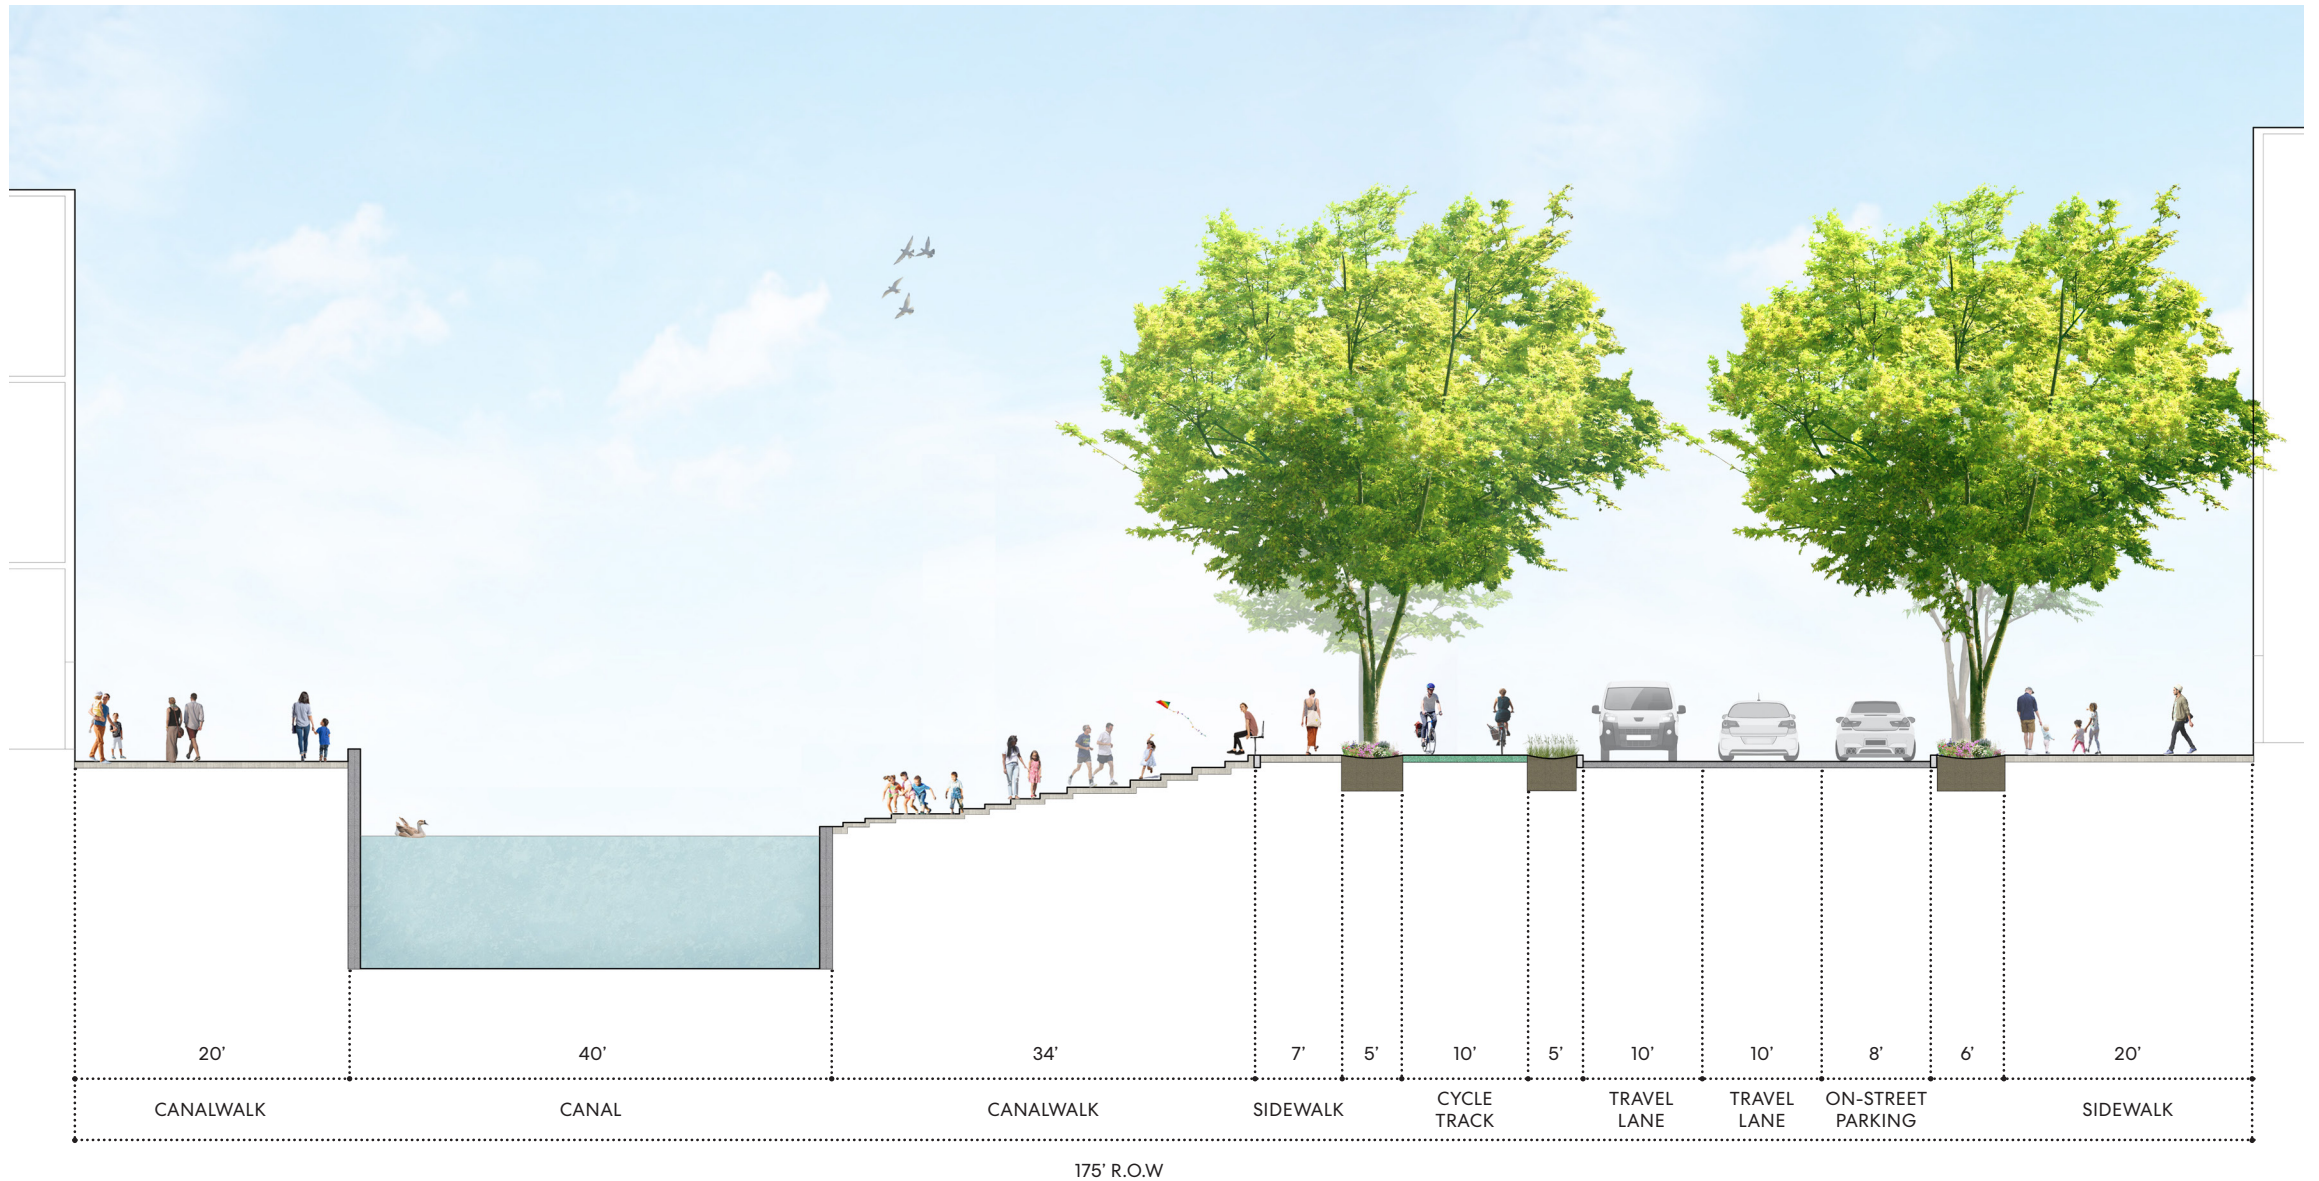 20’
40’
34’
7’
5’
10’
5’
10’
10’
8’
6’
20’
CANALWALK
CANAL
CANALWALK
SIDEWALK
CYCLE
TRACK
TRAVEL
LANE
TRAVEL
LANE
ON-STREET
PARKING
SIDEWALK
175’ R.O.W